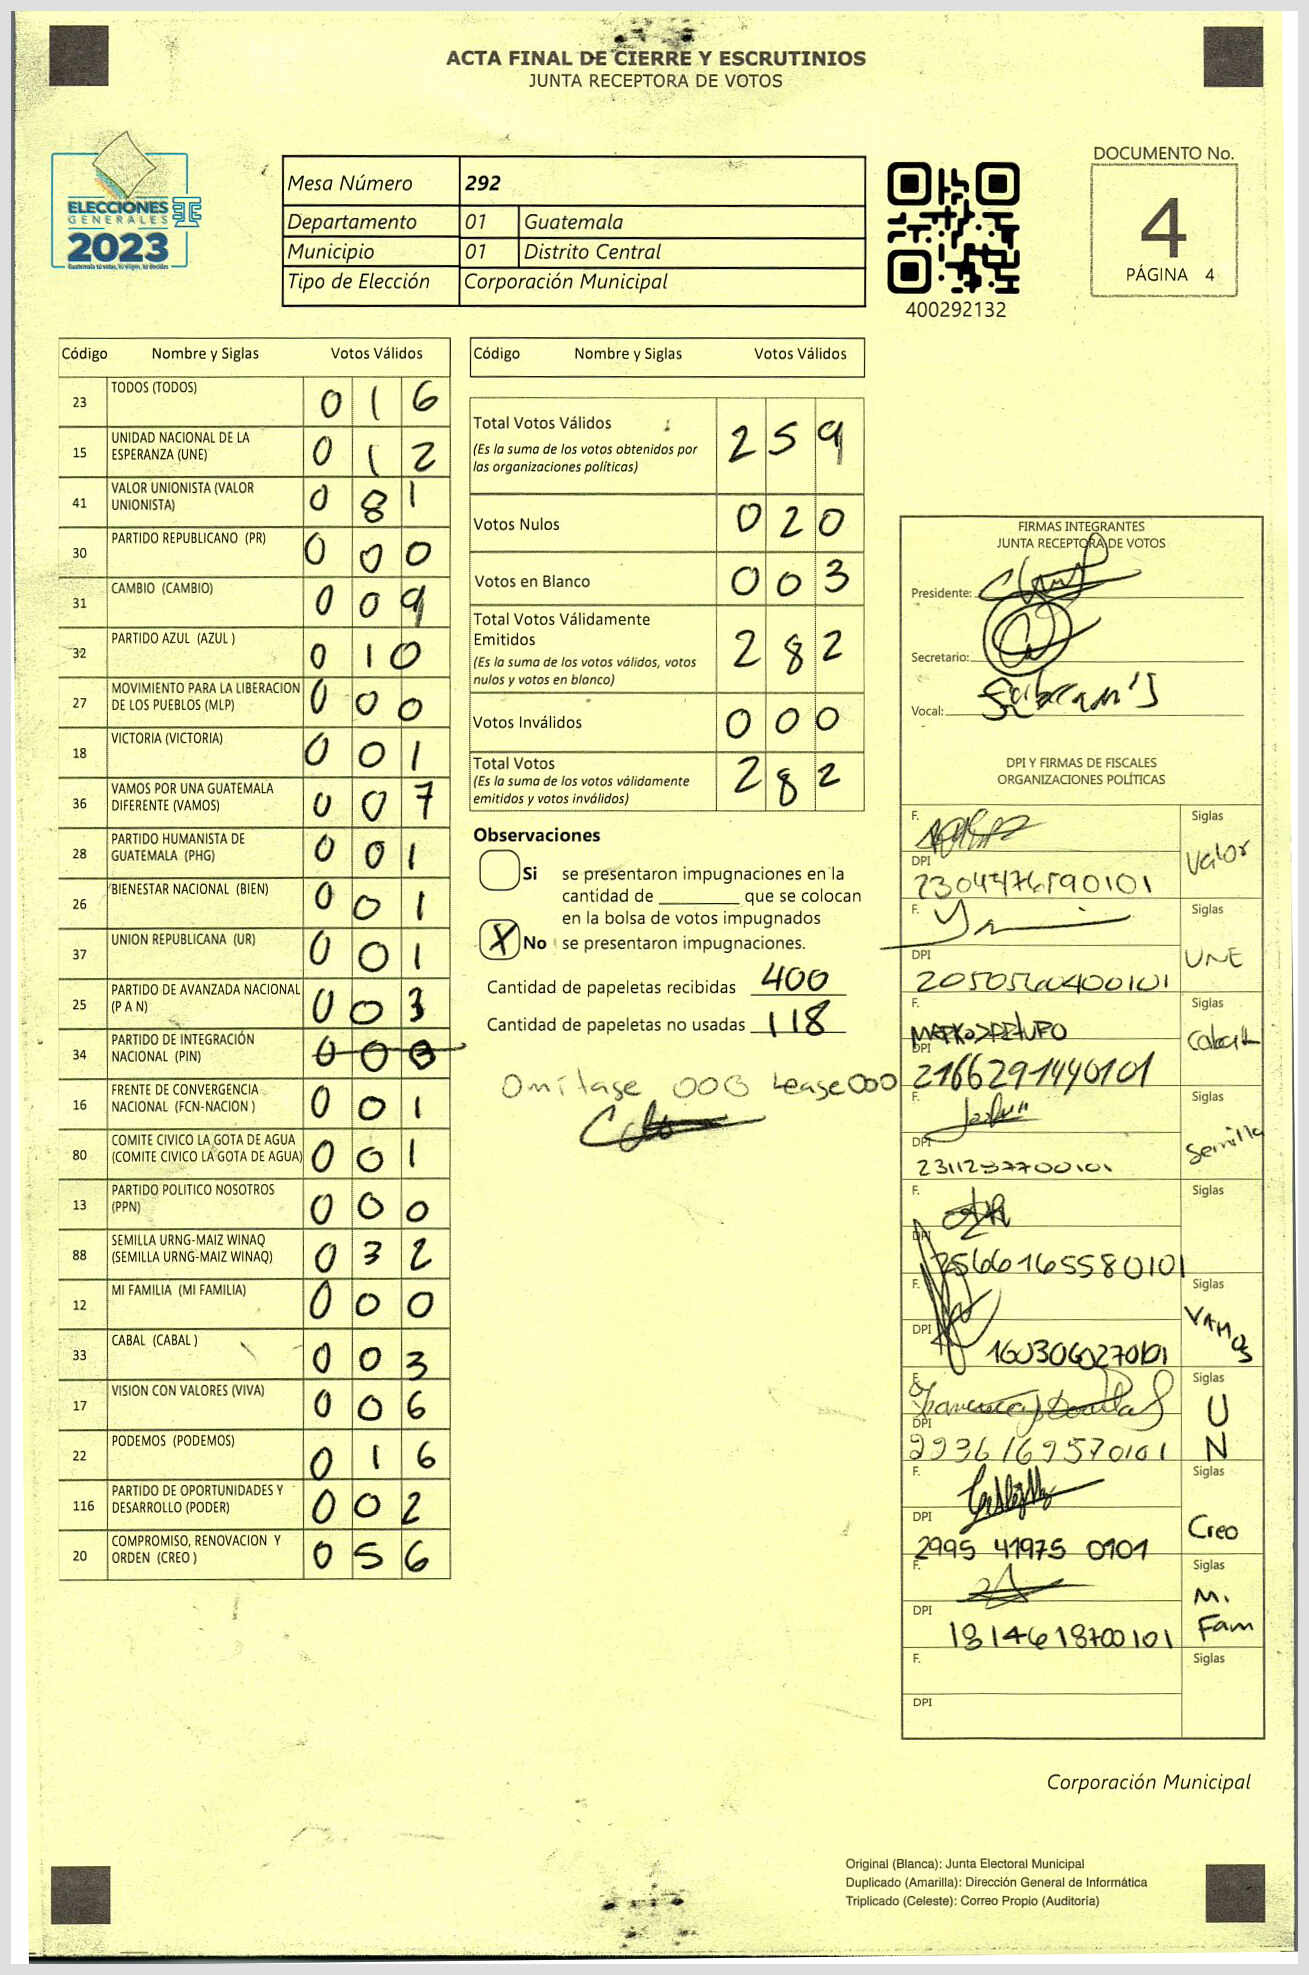 ACTA FINAL DE CIERRE Y ESCRUTINIOS
JUNTA RECEPTORA DE VOTOS
ELECCIONES
GENERALES
2023
Mesa Número 292
Departamento 01 Guatemala
Municipio 01 Distrito Central
Tipo de Elección Corporación Municipal
400292132
DOCUMENTO No.
4
PÁGINA 4
Código Nombre y Siglas Votos Válidos
23 TODOS (TODOS) 0 1 6
15 UNIDAD NACIONAL DE LA ESPERANZA (UNE) 0 1 2
41 VALOR UNIONISTA (VALOR UNIONISTA) 0 8 1
30 PARTIDO REPUBLICANO (PR) 0 0 0
31 CAMBIO (CAMBIO) 0 0 9
32 PARTIDO AZUL (AZUL ) 0 1 0
27 MOVIMIENTO PARA LA LIBERACION DE LOS PUEBLOS (MLP) 0 0 0
18 VICTORIA (VICTORIA) 0 0 1
36 VAMOS POR UNA GUATEMALA DIFERENTE (VAMOS) 0 0 7
28 PARTIDO HUMANISTA DE GUATEMALA (PHG) 0 0 1
26 BIENESTAR NACIONAL (BIEN) 0 0 1
37 UNION REPUBLICANA (UR) 0 0 1
25 PARTIDO DE AVANZADA NACIONAL (P A N) 0 0 3
34 PARTIDO DE INTEGRACIÓN NACIONAL (PIN) 0 0 3
16 FRENTE DE CONVERGENCIA NACIONAL (FCN-NACION ) 0 0 1
80 COMITE CIVICO LA GOTA DE AGUA (COMITE CIVICO LA GOTA DE AGUA) 0 0 1
13 PARTIDO POLITICO NOSOTROS (PPN) 0 0 0
88 SEMILLA URNG-MAIZ WINAQ (SEMILLA URNG-MAIZ WINAQ) 0 3 2
12 MI FAMILIA (MI FAMILIA) 0 0 0
33 CABAL (CABAL ) 0 0 3
17 VISION CON VALORES (VIVA) 0 0 6
22 PODEMOS (PODEMOS) 0 1 6
116 PARTIDO DE OPORTUNIDADES Y DESARROLLO (PODER) 0 0 2
20 COMPROMISO, RENOVACION Y ORDEN (CREO ) 0 5 6
Código Nombre y Siglas Votos Válidos
Total Votos Válidos 2 5 9
(Es la suma de los votos obtenidos por
las organizaciones políticas)
Votos Nulos 0 2 0
Votos en Blanco 0 0 3
Total Votos Válidamente
Emitidos 2 8 2
(Es la suma de los votos válidos, votos
nulos y votos en blanco)
Votos Inválidos 0 0 0
Total Votos 2 8 2
(Es la suma de los votos válidamente
emitidos y votos inválidos)
Observaciones
Si se presentaron impugnaciones en la
cantidad de ________ que se colocan
en la bolsa de votos impugnados
X No se presentaron impugnaciones.
Cantidad de papeletas recibidas 400
Cantidad de papeletas no usadas 118
Omitase 003 Lease 000
FIRMAS INTEGRANTES
JUNTA RECEPTORA DE VOTOS
Presidente:
Secretario:
Vocal:
DPI Y FIRMAS DE FISCALES
ORGANIZACIONES POLÍTICAS
F. Siglas
Valor
DPI
F. Siglas
UNE
DPI
F. Siglas
Cabal
DPI
2166291440101
F. Siglas
Semilla
DPI
F. Siglas
DPI
2566165580101
F. Siglas
VAMOS
DPI
F. Siglas
U
N
DPI
F. Siglas
Creo
DPI
2995 41975 0101
F. Siglas
Mi
Fam
DPI
1814618700101
F. Siglas
DPI
Corporación Municipal
Original (Blanca): Junta Electoral Municipal
Duplicado (Amarilla): Dirección General de Informática
Triplicado (Celeste): Correo Propio (Auditoría)